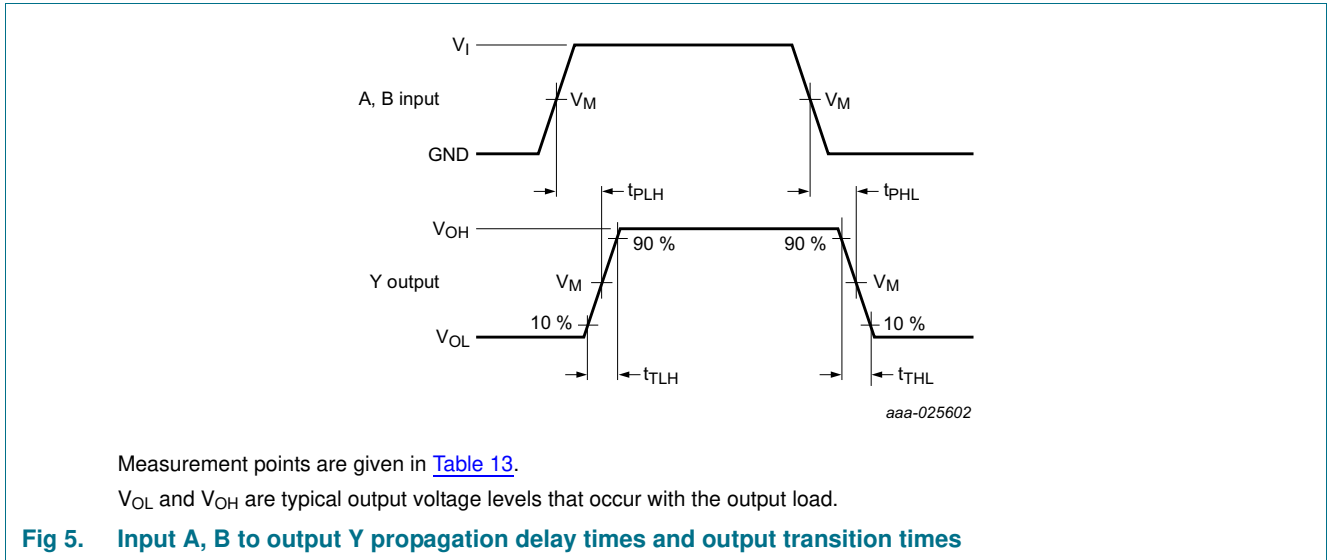 VI
A, B input
VM
VM
GND
tPLH
tPHL
VOH
90 %
90 %
Y output
VM
VM
10 %
10 %
VOL
tTLH
tTHL
aaa-025602
Measurement points are given in Table 13.
VOL and VOH are typical output voltage levels that occur with the output load.
Fig 5. Input A, B to output Y propagation delay times and output transition times